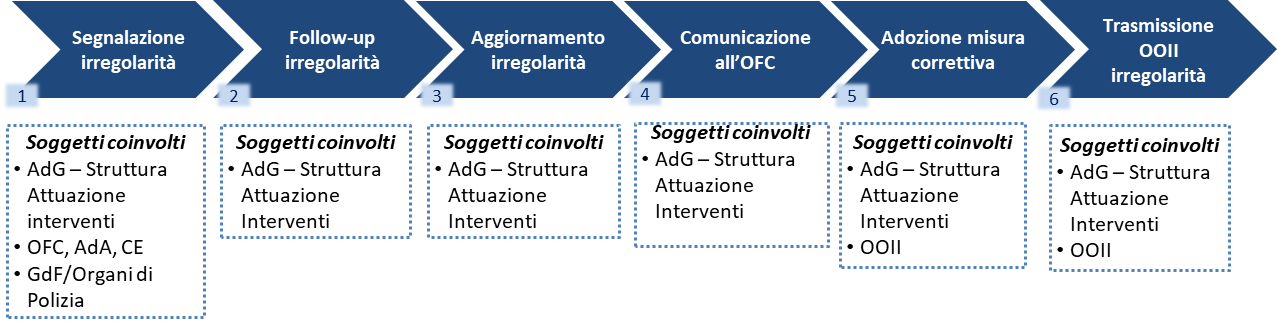 Segnalazione
irregolarità
1
Follow-up
irregolarità
2
Aggiornamento
irregolarità
3
Comunicazione
all’OFC
4
Adozione misura
correttiva
5
Trasmissione
OOII
irregolarità
6
Soggetti coinvolti
• AdG – Struttura
Attuazione
interventi
• OFC, AdA, CE
• GdF/Organi di
Polizia
Soggetti coinvolti
• AdG – Struttura
Attuazione
Interventi
Soggetti coinvolti
• AdG – Struttura
Attuazione
Interventi
Soggetti coinvolti
• AdG – Struttura
Attuazione
Interventi
Soggetti coinvolti
• AdG – Struttura
Attuazione
Interventi
• OOII
Soggetti coinvolti
• AdG – Struttura
Attuazione
Interventi
• OOII